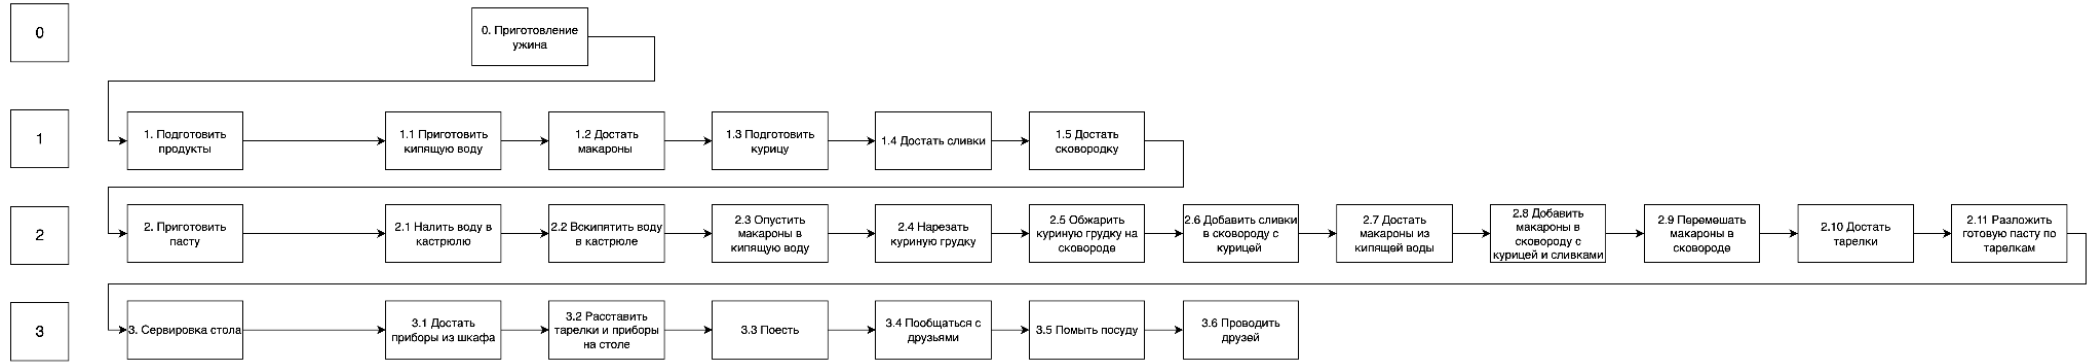 0
0. Приготовление
ужина
1
1. Подготовить
продукты
1.1 Приготовить
кипящую воду
1.2 Достать
макароны
1.3 Подготовить
курицу
1.4 Достать сливки
1.5 Достать
сковородку
2
2. Приготовить
пасту
2.1 Налить воду в
кастрюлю
2.2 Вскипятить воду
в кастрюле
2.3 Опустить
макароны в
кипящую воду
2.4 Нарезать
куриную грудку
2.5 Обжарить
куриную грудку на
сковороде
2.6 Добавить сливки
в сковороду с
курицей
2.7 Достать
макароны из
кипящей воды
2.8 Добавить
макароны в
сковороду с
курицей и сливками
2.9 Перемешать
макароны в
сковороде
2.10 Достать
тарелки
2.11 Разложить
готовую пасту по
тарелкам
3
3. Сервировка стола
3.1 Достать
приборы из шкафа
3.2 Расставить
тарелки и приборы
на столе
3.3 Поесть
3.4 Пообщаться с
друзьями
3.5 Помыть посуду
3.6 Проводить
друзей